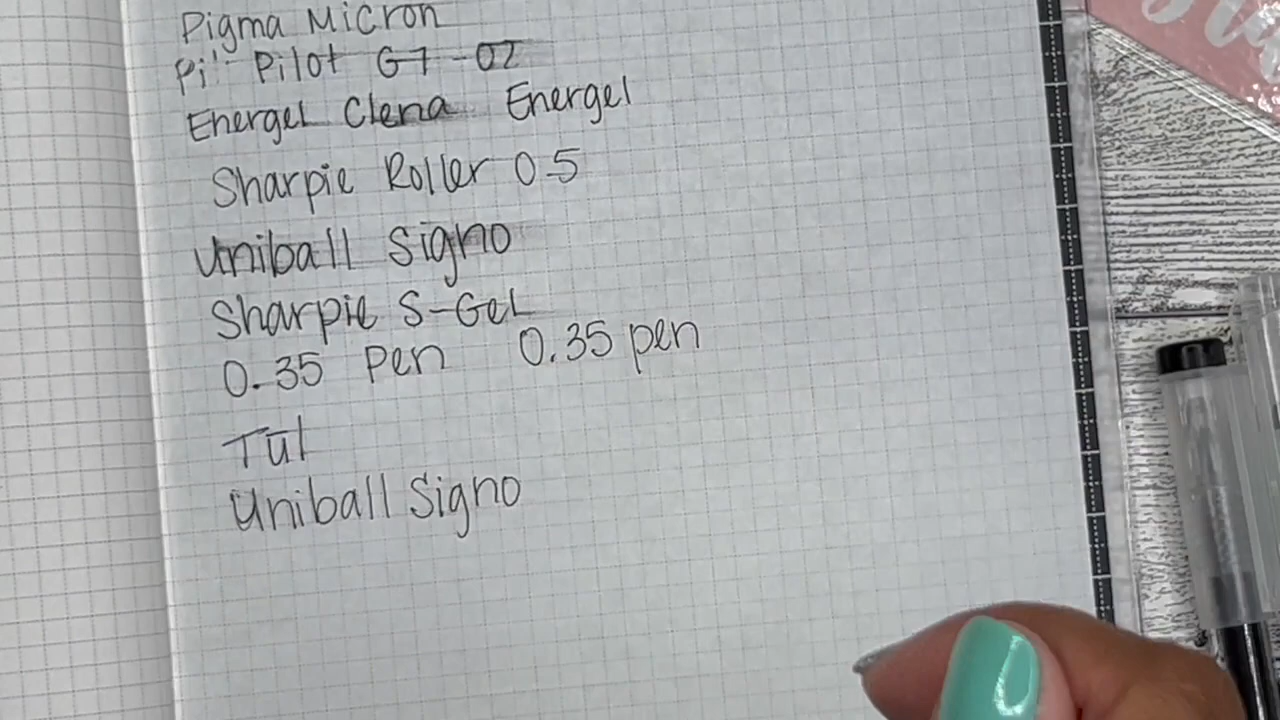 Pigma Micron
Pi Pilot G7-02
Energel Clena Energel
Sharpie Roller 0.5
Uniball Signo
Sharpie S-Gel
0.35 Pen 0.35 pen
Tūl
Uniball Signo